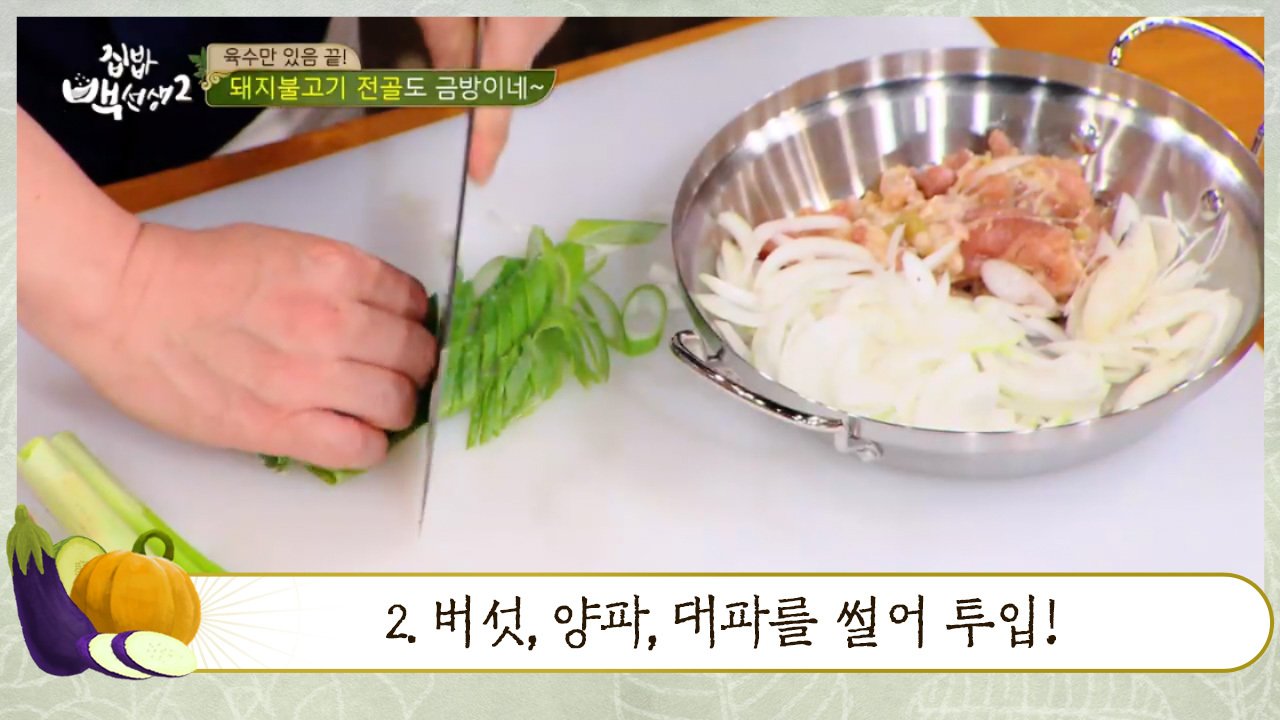 집밥
백선생2
육수만 있음 끝!
돼지불고기 전골도 금방이네~
2. 버섯, 양파, 대파를 썰어 투입!